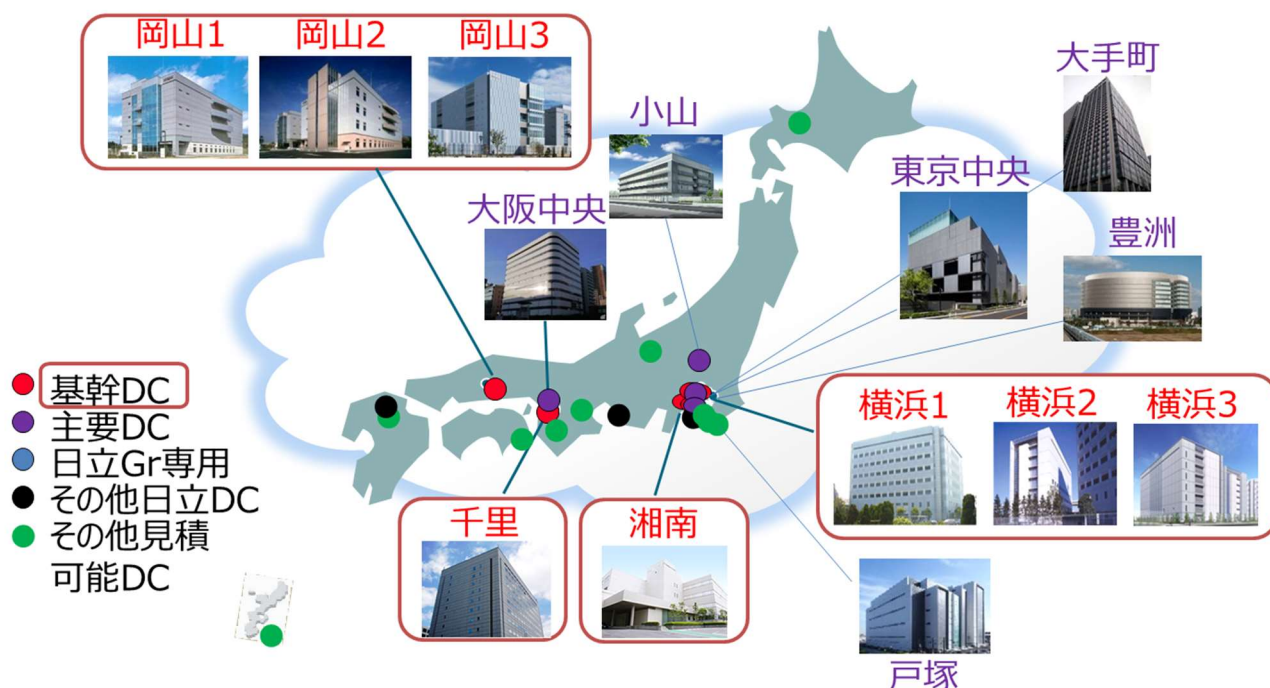 岡山1
岡山2
岡山3
小山
大手町
東京中央
大阪中央
豊洲
基幹DC
主要DC
日立Gr専用
その他日立DC
その他見積
可能DC
横浜1
横浜2
横浜3
千里
湘南
戸塚